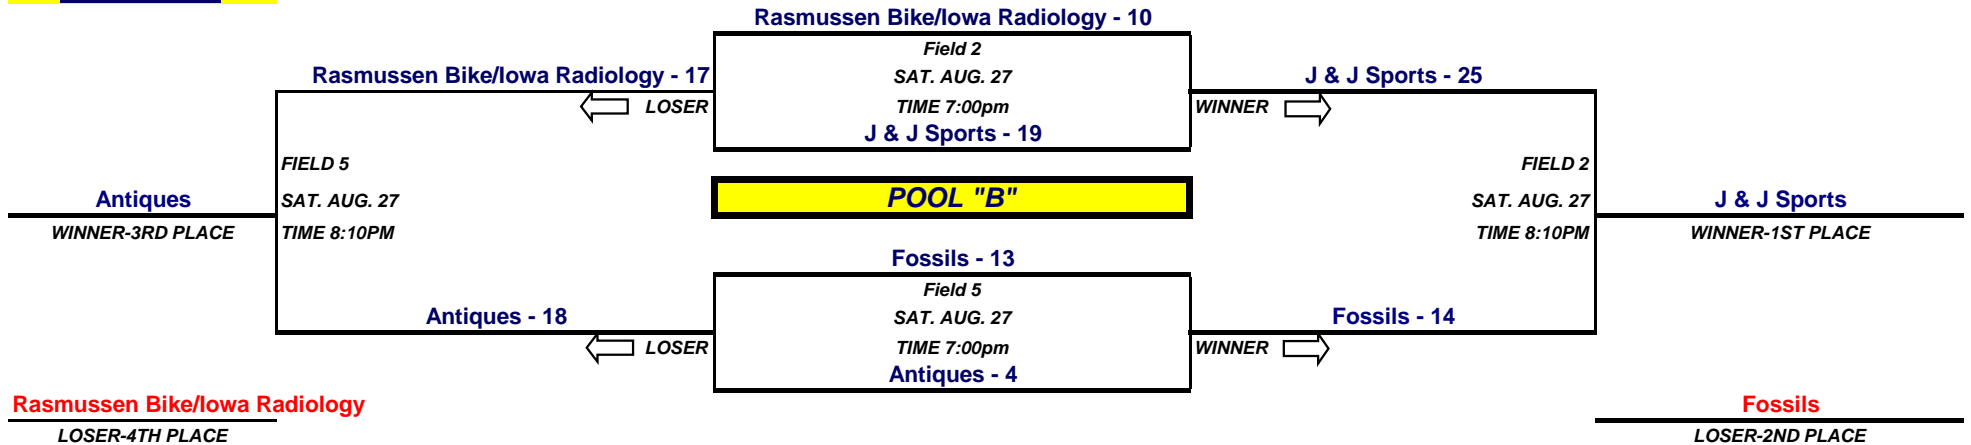 Rasmussen Bike/Iowa Radiology - 10
Field 2
Rasmussen Bike/Iowa Radiology - 17
SAT. AUG. 27
J & J Sports - 25
LOSER
TIME 7:00pm
WINNER
J & J Sports - 19
FIELD 5
FIELD 2
Antiques
SAT. AUG. 27
POOL "B"
SAT. AUG. 27
J & J Sports
WINNER-3RD PLACE
TIME 8:10PM
TIME 8:10PM
WINNER-1ST PLACE
Fossils - 13
Field 5
Antiques - 18
SAT. AUG. 27
Fossils - 14
LOSER
TIME 7:00pm
WINNER
Antiques - 4
Rasmussen Bike/Iowa Radiology
Fossils
LOSER-4TH PLACE
LOSER-2ND PLACE